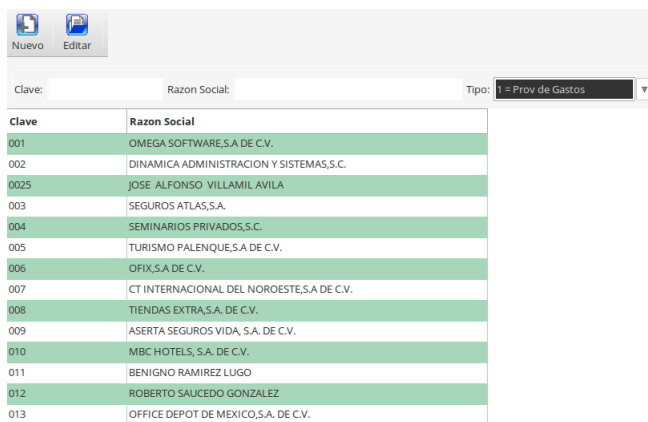 Nuevo Editar
Clave: Razon Social: Tipo: 1 = Prov de Gastos
Clave Razon Social
001 OMEGA SOFTWARE,S.A DE C.V.
002 DINAMICA ADMINISTRACION Y SISTEMAS,S.C.
0025 JOSE ALFONSO VILLAMIL AVILA
003 SEGUROS ATLAS,S.A.
004 SEMINARIOS PRIVADOS,S.C.
005 TURISMO PALENQUE,S.A DE C.V.
006 OFIX,S.A DE C.V.
007 CT INTERNACIONAL DEL NOROESTE,S.A DE C.V.
008 TIENDAS EXTRA,S.A. DE C.V.
009 ASERTA SEGUROS VIDA, S.A. DE C.V.
010 MBC HOTELS, S.A. DE C.V.
011 BENIGNO RAMIREZ LUGO
012 ROBERTO SAUCEDO GONZALEZ
013 OFFICE DEPOT DE MEXICO,S.A. DE C.V.